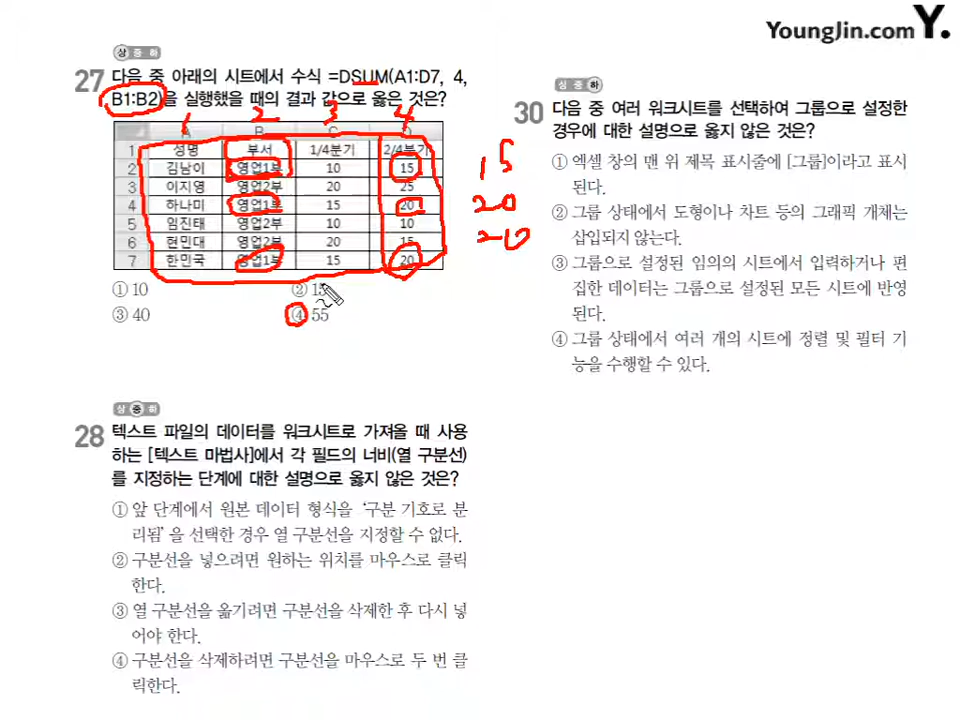 YoungJin.com Y.
상 중 하
27 다음 중 아래의 시트에서 수식 =DSUM(A1:D7, 4,
B1:B2)을 실행했을 때의 결과 값으로 옳은 것은?
1 2 3 4
A B C D
1 성명 부서 1/4분기 2/4분기
2 김남이 영업1부 10 15
3 이지영 영업2부 20 25
4 하나미 영업1부 15 20
5 임진태 영업2부 10 10
6 현민대 영업2부 20 15
7 한민국 영업1부 15 20
15
20
20
① 10 ② 15
③ 40 ④ 55
상 중 하
28 텍스트 파일의 데이터를 워크시트로 가져올 때 사용
하는 [텍스트 마법사]에서 각 필드의 너비(열 구분선)
를 지정하는 단계에 대한 설명으로 옳지 않은 것은?
① 앞 단계에서 원본 데이터 형식을 ‘구분 기호로 분
리됨’을 선택한 경우 열 구분선을 지정할 수 없다.
② 구분선을 넣으려면 원하는 위치를 마우스로 클릭
한다.
③ 열 구분선을 옮기려면 구분선을 삭제한 후 다시 넣
어야 한다.
④ 구분선을 삭제하려면 구분선을 마우스로 두 번 클
릭한다.
상 중 하
30 다음 중 여러 워크시트를 선택하여 그룹으로 설정한
경우에 대한 설명으로 옳지 않은 것은?
① 엑셀 창의 맨 위 제목 표시줄에 [그룹]이라고 표시
된다.
② 그룹 상태에서 도형이나 차트 등의 그래픽 개체는
삽입되지 않는다.
③ 그룹으로 설정된 임의의 시트에서 입력하거나 편
집한 데이터는 그룹으로 설정된 모든 시트에 반영
된다.
④ 그룹 상태에서 여러 개의 시트에 정렬 및 필터 기
능을 수행할 수 있다.